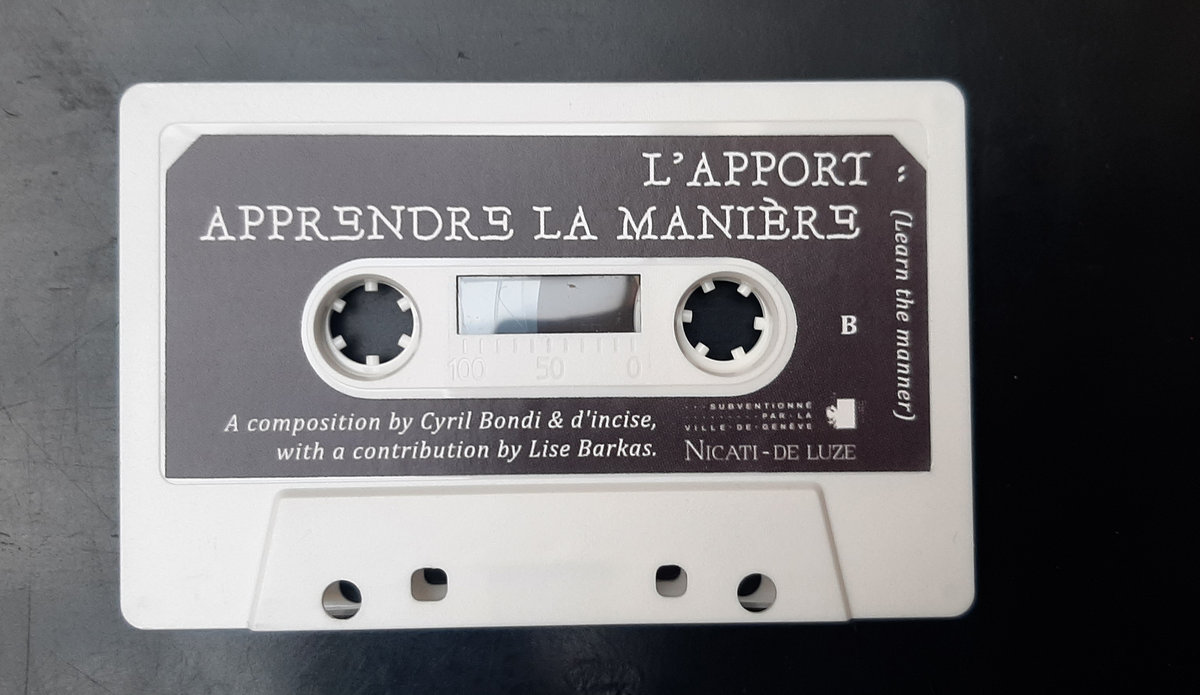 L'APPORT
APPRENDRE LA MANIÈRE
(Learn the manner)
B
100 50 0
A composition by Cyril Bondi & d'incise,
with a contribution by Lise Barkas.
SUBVENTIONNÉ
PAR·LA
VILLE·DE·GENÈVE
NICATI-DE LUZE